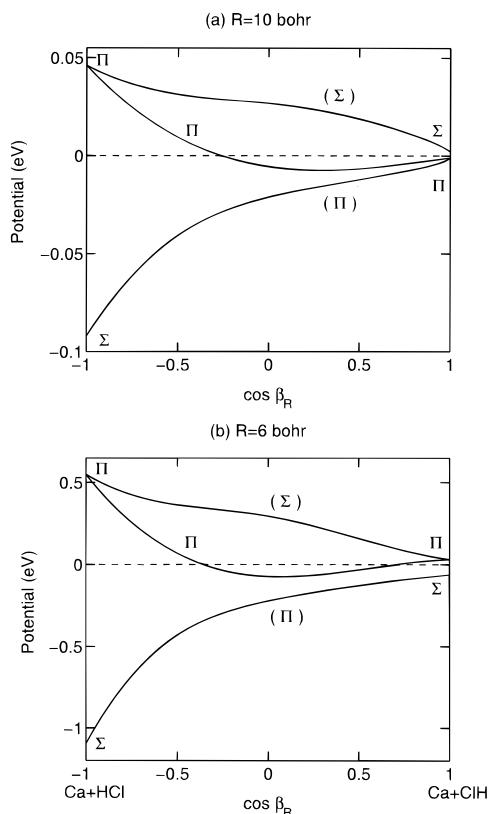 (a) R=10 bohr
0.05
0
−0.05
−0.1
Potential (eV)
Π
(Σ)
Π
Σ
(Π)
Π
Σ
−1
−0.5
0
0.5
1
cos βR
(b) R=6 bohr
0.5
0
−0.5
−1
Potential (eV)
Π
(Σ)
Π
Π
Σ
(Π)
Σ
−1
−0.5
0
0.5
1
Ca+HCl
cos βR
Ca+ClH